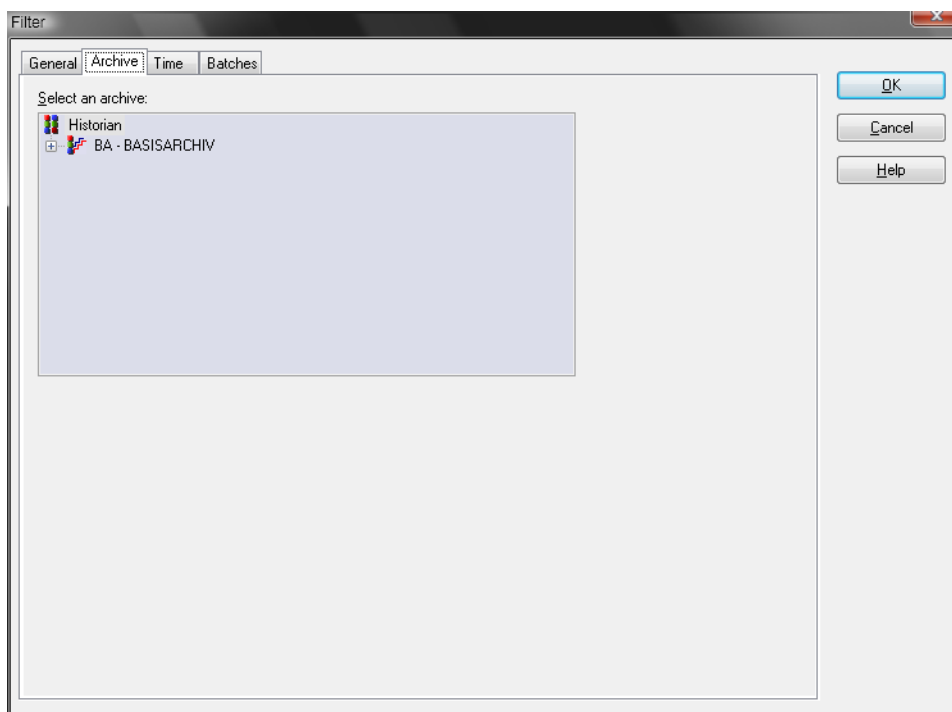 Filter
General Archive Time Batches
Select an archive:
Historian
BA - BASISARCHIV
OK
Cancel
Help